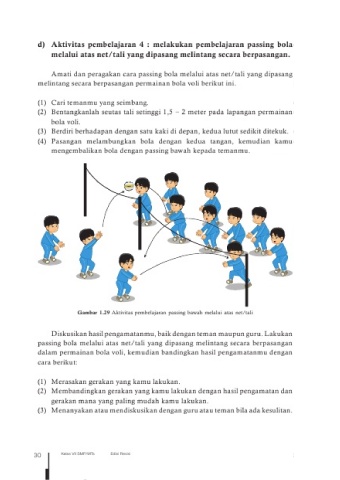 d) Aktivitas pembelajaran 4 : melakukan pembelajaran passing bola
melalui atas net/tali yang dipasang melintang secara berpasangan.
Amati dan peragakan cara passing bola melalui atas net/tali yang dipasang
melintang secara berpasangan permainan bola voli berikut ini.
(1) Cari temanmu yang seimbang.
(2) Bentangkanlah seutas tali setinggi 1,5 – 2 meter pada lapangan permainan
bola voli.
(3) Berdiri berhadapan dengan satu kaki di depan, kedua lutut sedikit ditekuk.
(4) Pasangan melambungkan bola dengan kedua tangan, kemudian kamu
mengembalikan bola dengan passing bawah kepada temanmu.
Gambar 1.29 Aktivitas pembelajaran passing bawah melalui atas net/tali
Diskusikan hasil pengamatanmu, baik dengan teman maupun guru. Lakukan
passing bola melalui atas net/tali yang dipasang melintang secara berpasangan
dalam permainan bola voli, kemudian bandingkan hasil pengamatanmu dengan
cara berikut:
(1) Merasakan gerakan yang kamu lakukan.
(2) Membandingkan gerakan yang kamu lakukan dengan hasil pengamatan dan
gerakan mana yang paling mudah kamu lakukan.
(3) Menanyakan atau mendiskusikan dengan guru atau teman bila ada kesulitan.
30
Kelas VII SMP/MTs
Edisi Revisi